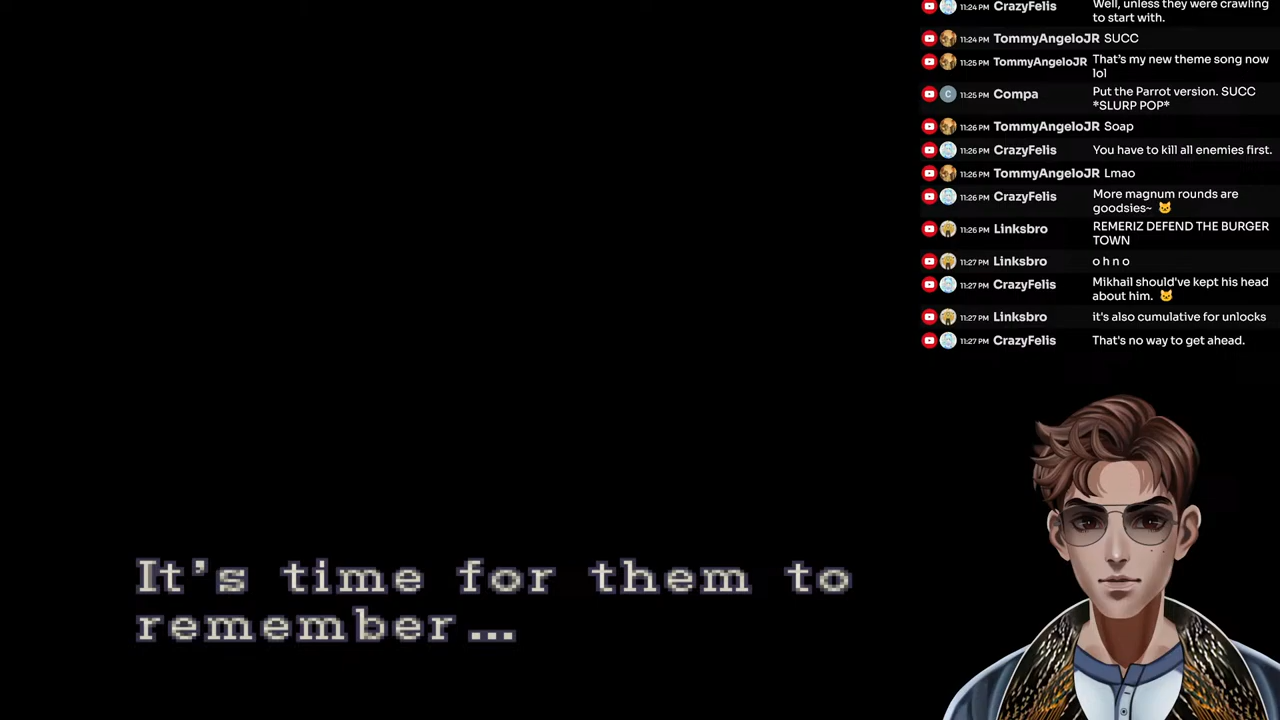 11:24 PM CrazyFelis Well, unless they were crawling
to start with.
11:24 PM TommyAngeloJR SUCC
11:25 PM TommyAngeloJR That's my new theme song now
lol
C 11:25 PM Compa Put the Parrot version. SUCC
*SLURP POP*
11:26 PM TommyAngeloJR Soap
11:26 PM CrazyFelis You have to kill all enemies first.
11:26 PM TommyAngeloJR Lmao
11:26 PM CrazyFelis More magnum rounds are
goodsies~
11:26 PM Linksbro REMERIZ DEFEND THE BURGER
TOWN
11:27 PM Linksbro o h n o
11:27 PM CrazyFelis Mikhail should've kept his head
about him.
11:27 PM Linksbro it's also cumulative for unlocks
11:27 PM CrazyFelis That's no way to get ahead.
It's time for them to
remember...